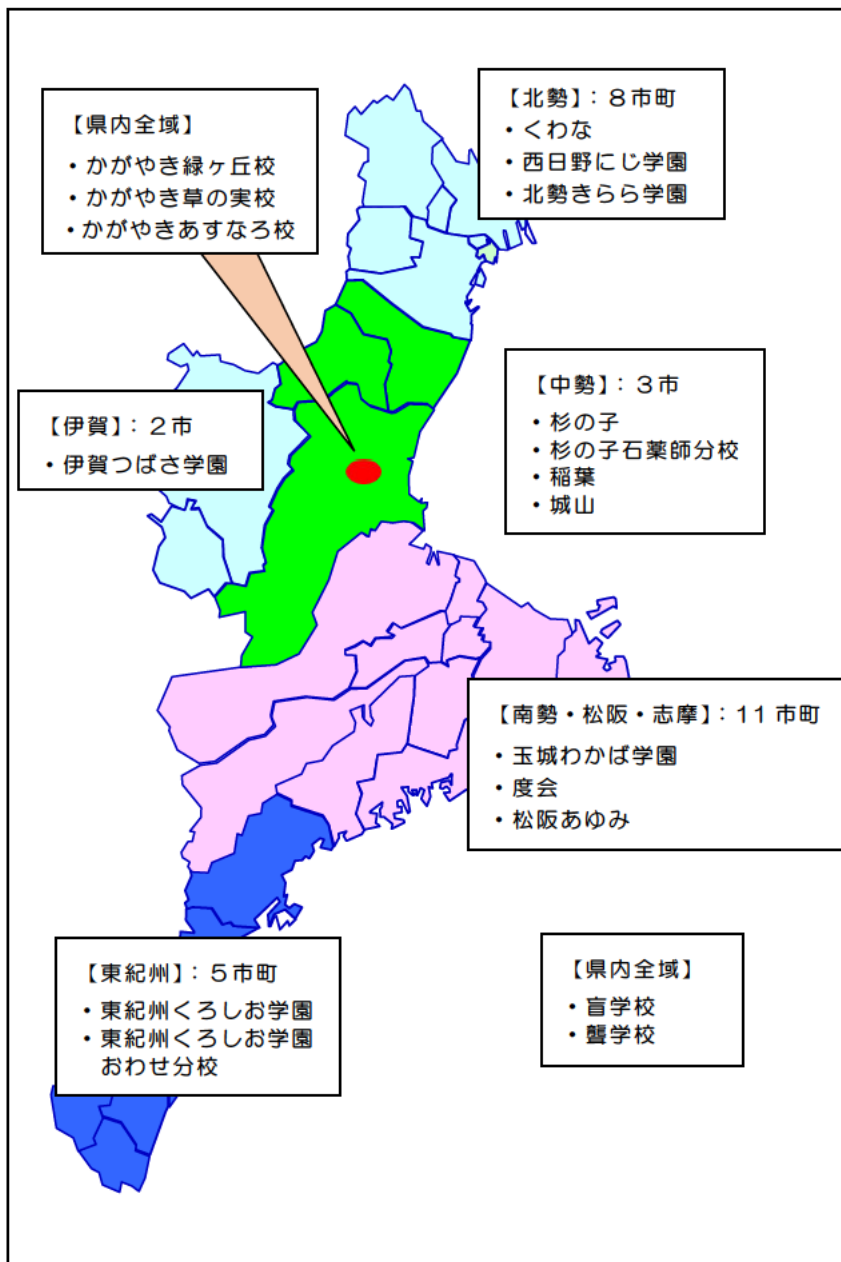 【県内全域】
・かがやき緑ヶ丘校
・かがやき草の実校
・かがやきあすなろ校
【北勢】：８市町
・くわな
・西日野にじ学園
・北勢きらら学園
【中勢】：３市
・杉の子
・杉の子石薬師分校
・稲葉
・城山
【伊賀】：２市
・伊賀つばさ学園
【南勢・松阪・志摩】：11 市町
・玉城わかば学園
・度会
・松阪あゆみ
【東紀州】：５市町
・東紀州くろしお学園
・東紀州くろしお学園
おわせ分校
【県内全域】
・盲学校
・聾学校